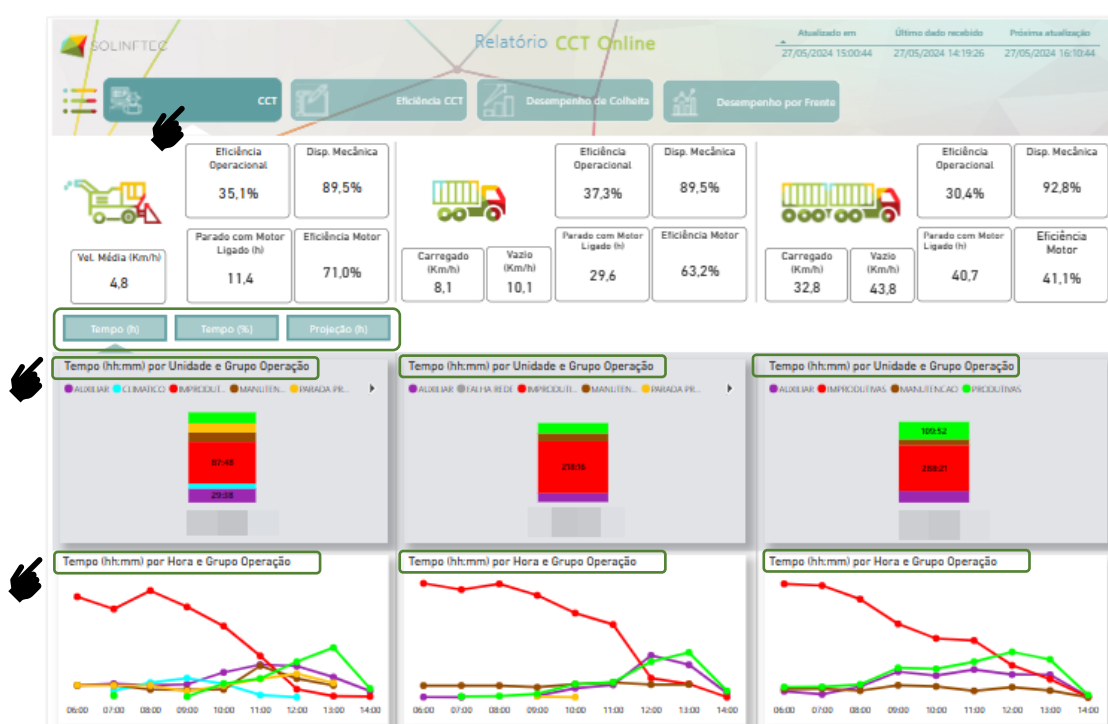 SOLINFTEC
Relatório CCT Online
Atualizado em
Último dado recebido
Próxima atualização
27/05/2024 15:00:44
27/05/2024 14:19:26
27/05/2024 16:10:44
CCT
Eficiência CCT
Desempenho de Colheita
Desempenho por Frente
Eficiência
Operacional
35,1%
Disp. Mecânica
89,5%
Vel. Média (Km/h)
4,8
Parado com Motor
Ligado (h)
11,4
Eficiência Motor
71,0%
Eficiência
Operacional
37,3%
Disp. Mecânica
89,5%
Carregado
(Km/h)
8,1
Vazio
(Km/h)
10,1
Parado com Motor
Ligado (h)
29,6
Eficiência Motor
63,2%
Eficiência
Operacional
30,4%
Disp. Mecânica
92,8%
Carregado
(Km/h)
32,8
Vazio
(Km/h)
43,8
Parado com Motor
Ligado (h)
40,7
Eficiência
Motor
41,1%
Tempo (h)
Tempo (%)
Projeção (h)
Tempo (hh:mm) por Unidade e Grupo Operação
AUXILIAR CLIMATICO IMPRODUT... MANUTEN... PARADA PR...
87:48
29:38
Tempo (hh:mm) por Unidade e Grupo Operação
AUXILIAR FALHA REDE IMPRODUTI... MANUTEN... PARADA PR...
Tempo (hh:mm) por Unidade e Grupo Operação
AUXILIAR IMPRODUTIVAS MANUTENCAO PRODUTIVAS
109:52
Tempo (hh:mm) por Hora e Grupo Operação
06:00 07:00 08:00 09:00 10:00 11:00 12:00 13:00 14:00
Tempo (hh:mm) por Hora e Grupo Operação
06:00 07:00 08:00 09:00 10:00 11:00 12:00 13:00 14:00
Tempo (hh:mm) por Hora e Grupo Operação
06:00 07:00 08:00 09:00 10:00 11:00 12:00 13:00 14:00